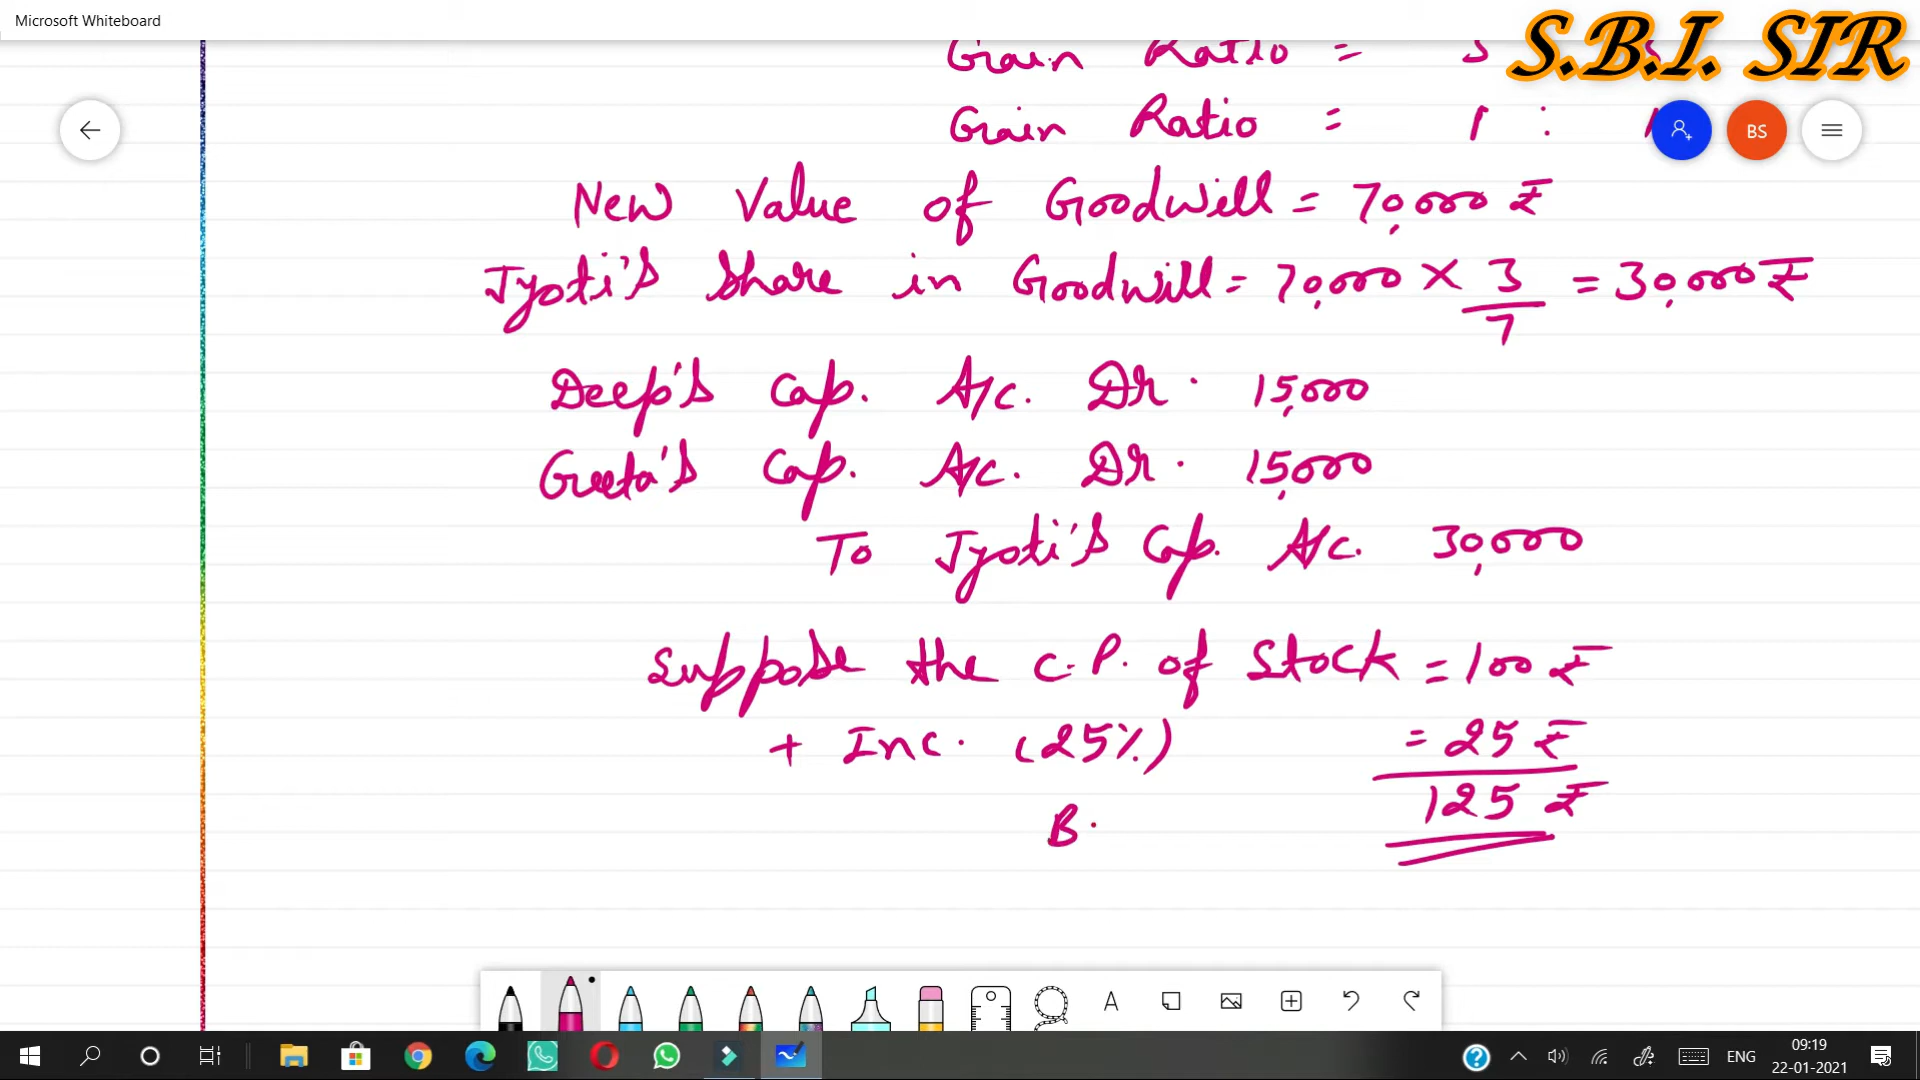 Microsoft Whiteboard
S.B.I. SIR
Gain Ratio =
Gain Ratio = 1 :
BS
New Value of Goodwill = 70,000 ₹
Jyoti's Share in Goodwill = 70,000 × 3/7 = 30,000 ₹
Deep's Cap. A/c. Dr. 15,000
Geeta's Cap. A/c. Dr. 15,000
To Jyoti's Cap. A/c. 30,000
Suppose the C.P. of Stock = 100 ₹
+ Inc. (25%) = 25 ₹
125 ₹
B.
A
ENG
09:19
22-01-2021